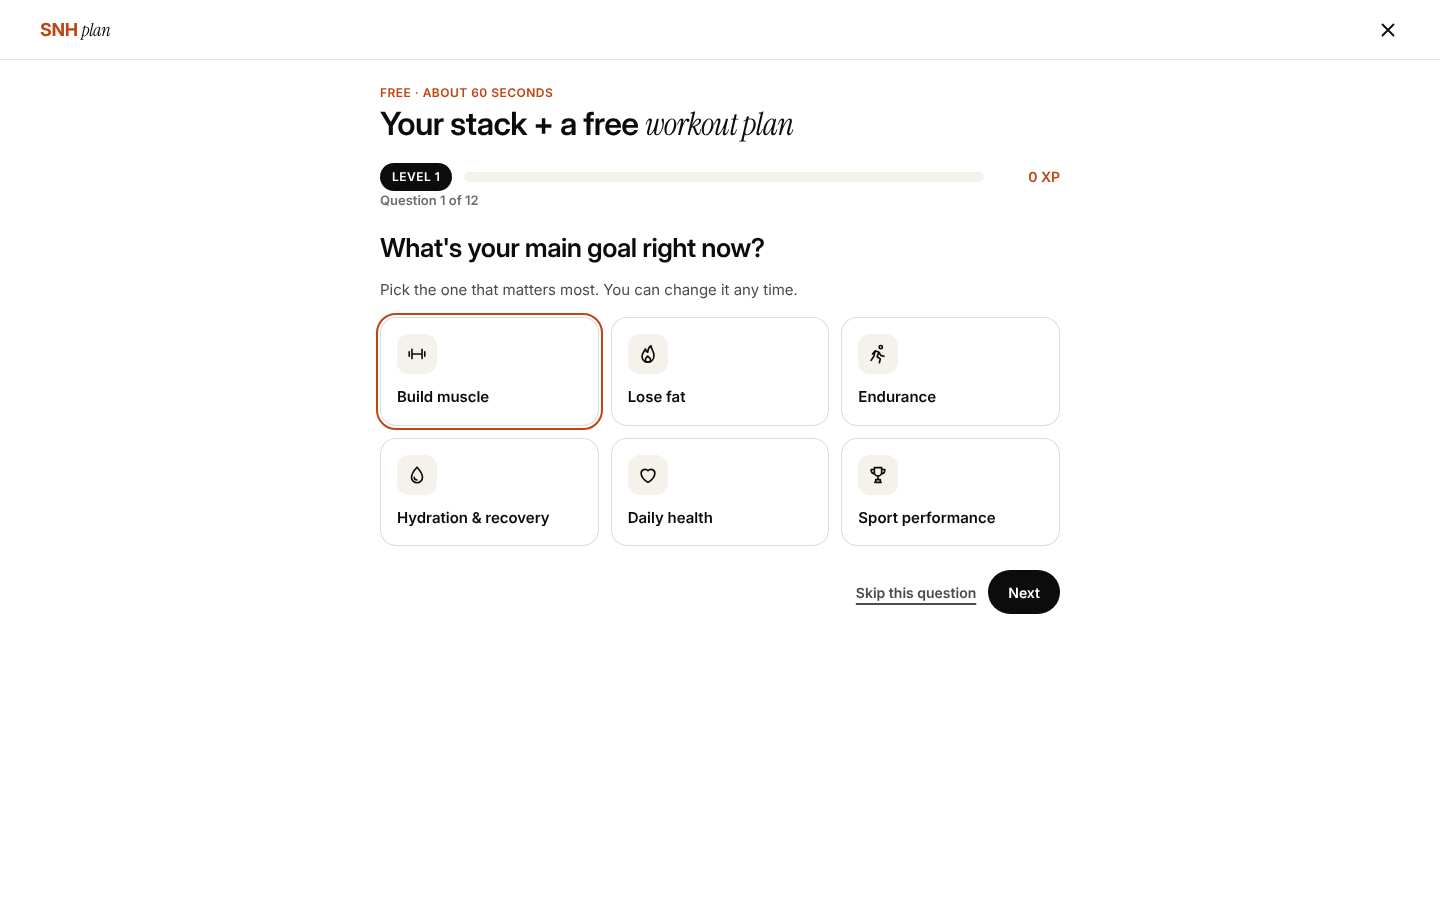 SNH plan
FREE · ABOUT 60 SECONDS
Your stack + a free workout plan
LEVEL 1
0 XP
Question 1 of 12
What's your main goal right now?
Pick the one that matters most. You can change it any time.
Build muscle
Lose fat
Endurance
Hydration & recovery
Daily health
Sport performance
Skip this question
Next